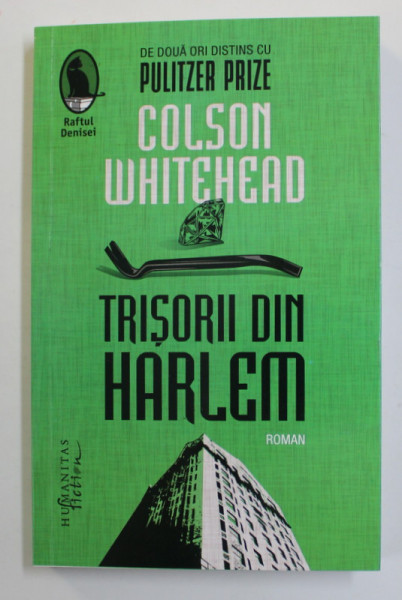 DE DOUĂ ORI DISTINS CU
PULITZER PRIZE
Raftul
Denisei
COLSON
WHITEHEAD
TRIȘORII DIN
HARLEM
ROMAN
HUMANITAS
fiction